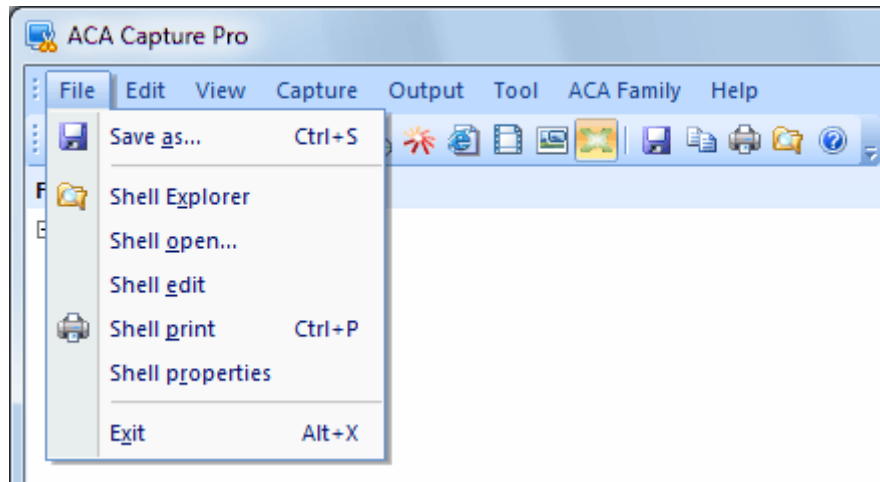 ACA Capture Pro
File Edit View Capture Output Tool ACA Family Help
Save as... Ctrl+S
Shell Explorer
Shell open...
Shell edit
Shell print Ctrl+P
Shell properties
Exit Alt+X